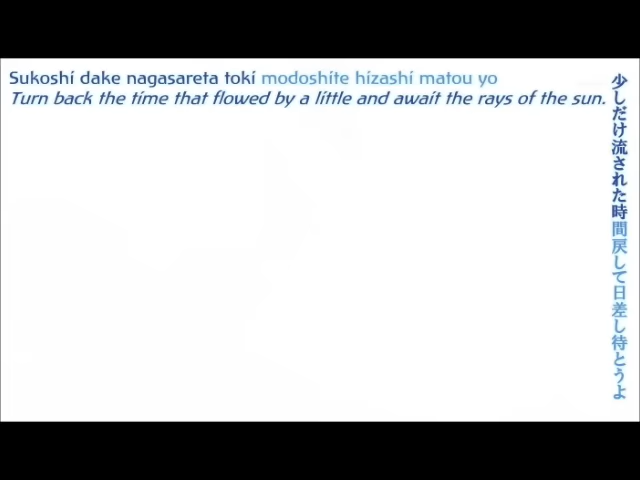 Sukoshi dake nagasareta toki modoshite hizashi matou yo
Turn back the time that flowed by a little and await the rays of the sun.
少しだけ流された時間戻して日差し待とうよ